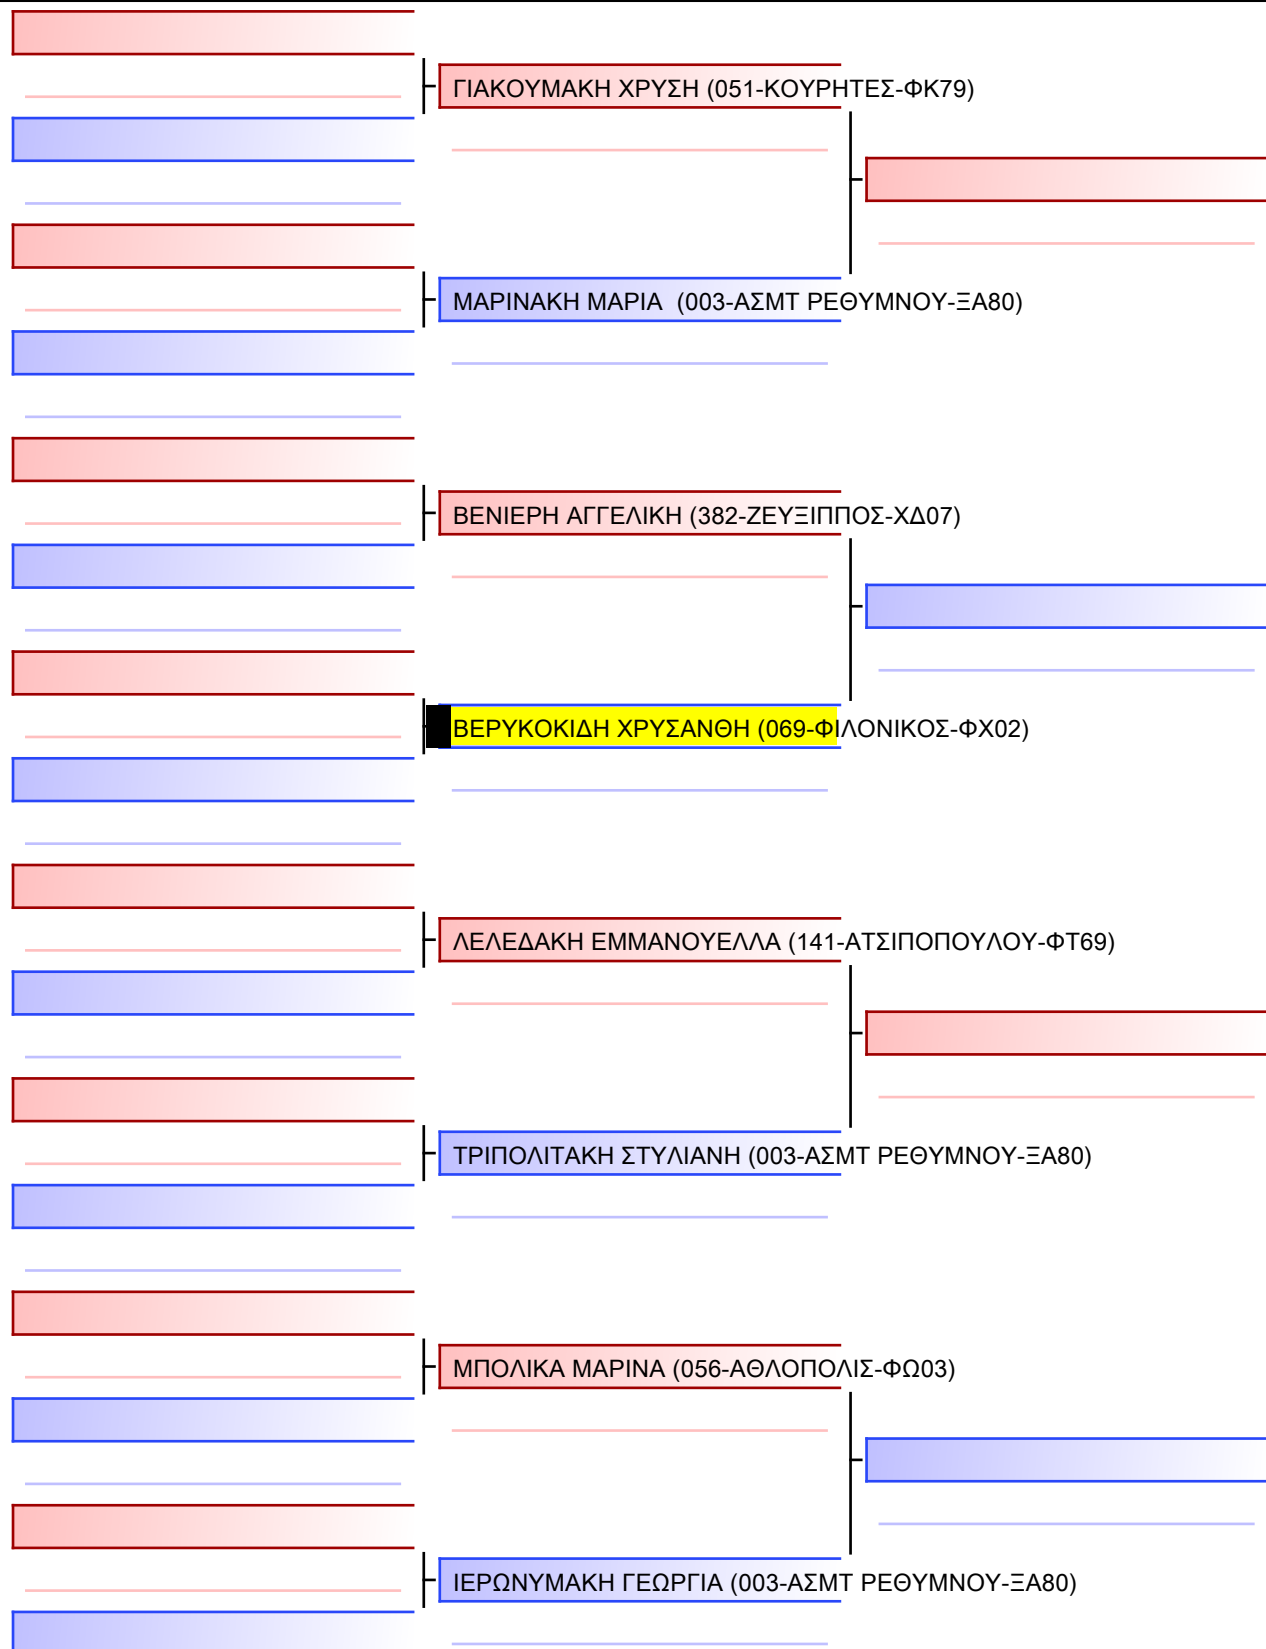 ΓΙΑΚΟΥΜΑΚΗ ΧΡΥΣΗ (051-ΚΟΥΡΗΤΕΣ-ΦΚ79)
ΜΑΡΙΝΑΚΗ ΜΑΡΙΑ  (003-ΑΣΜΤ ΡΕΘΥΜΝΟΥ-ΞΑ80)
ΒΕΝΙΕΡΗ ΑΓΓΕΛΙΚΗ (382-ΖΕΥΞΙΠΠΟΣ-ΧΔ07)
ΒΕΡΥΚΟΚΙΔΗ ΧΡΥΣΑΝΘΗ (069-ΦΙΛΟΝΙΚΟΣ-ΦΧ02)
ΛΕΛΕΔΑΚΗ ΕΜΜΑΝΟΥΕΛΛΑ (141-ΑΤΣΙΠΟΠΟΥΛΟΥ-ΦΤ69)
ΤΡΙΠΟΛΙΤΑΚΗ ΣΤΥΛΙΑΝΗ (003-ΑΣΜΤ ΡΕΘΥΜΝΟΥ-ΞΑ80)
ΜΠΟΛΙΚΑ ΜΑΡΙΝΑ (056-ΑΘΛΟΠΟΛΙΣ-ΦΩ03)
ΙΕΡΩΝΥΜΑΚΗ ΓΕΩΡΓΙΑ (003-ΑΣΜΤ ΡΕΘΥΜΝΟΥ-ΞΑ80)